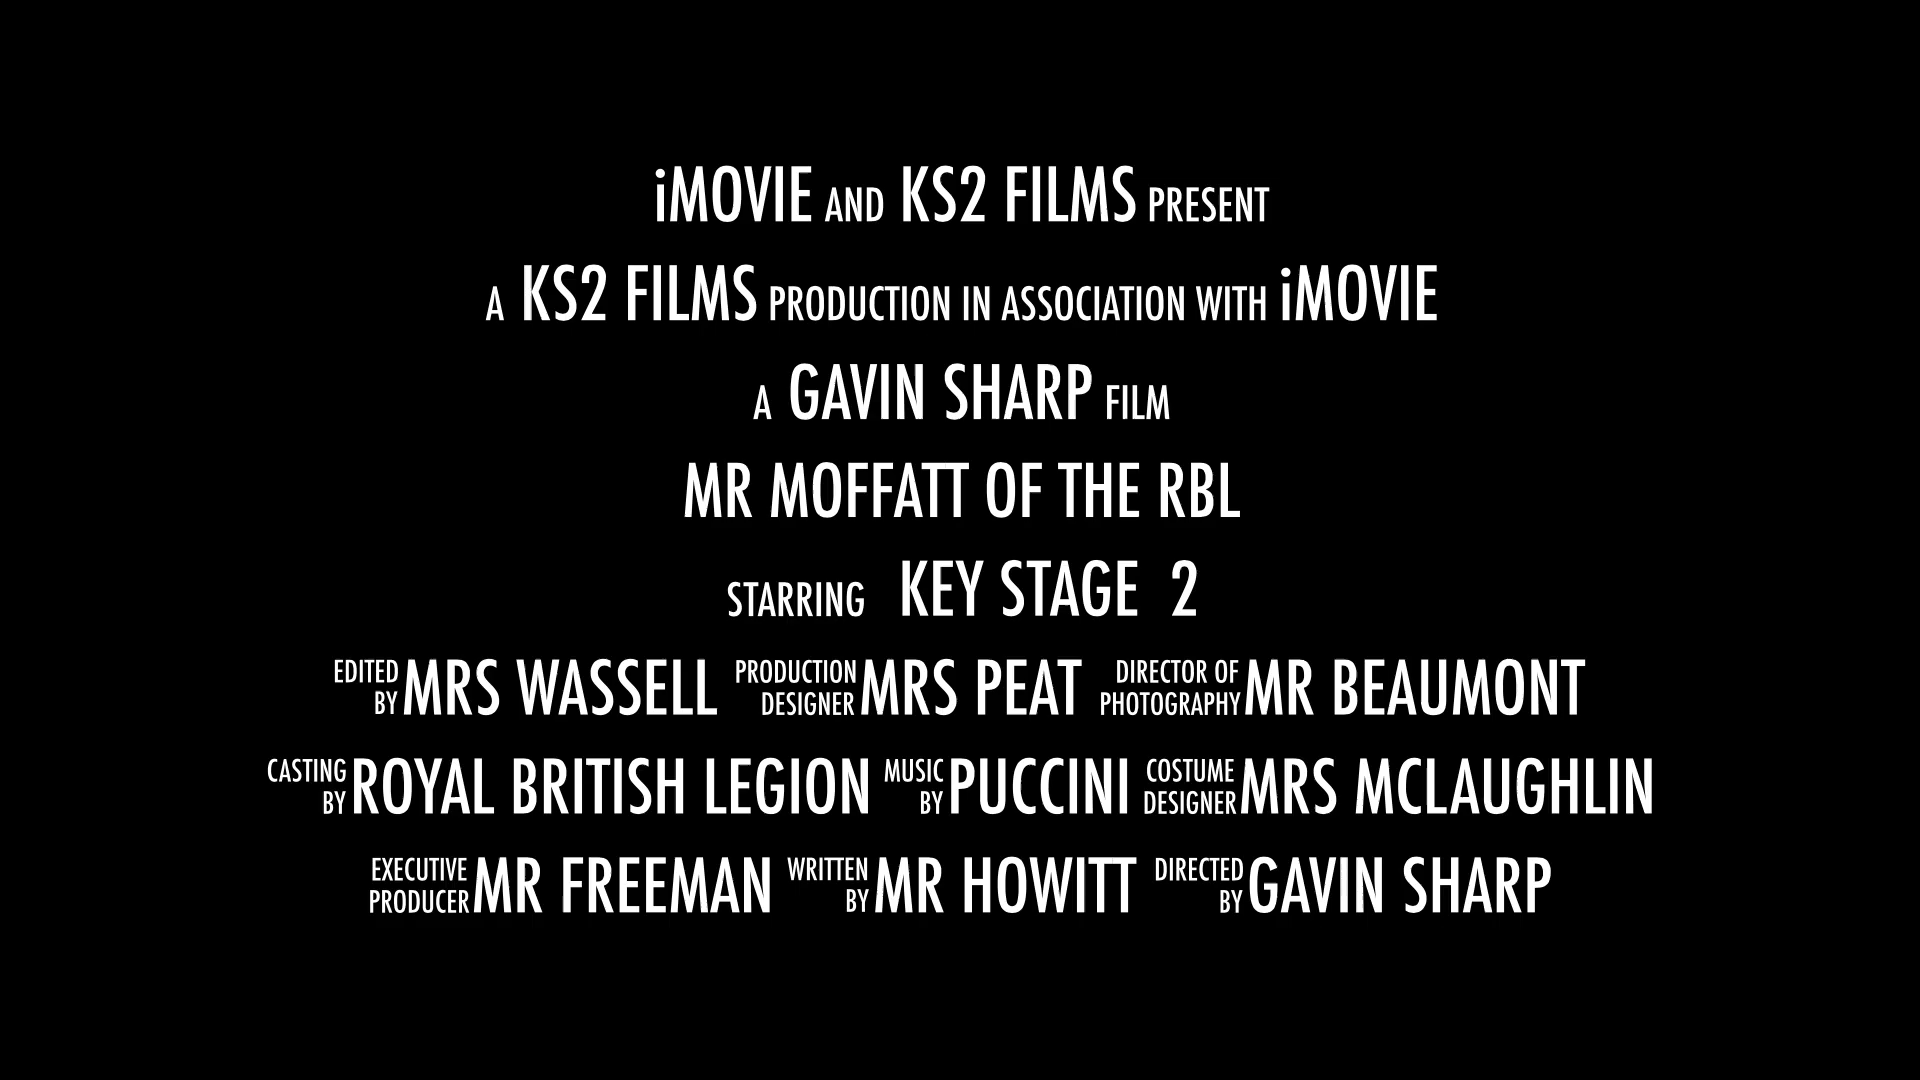 iMOVIE AND KS2 FILMS PRESENT
A KS2 FILMS PRODUCTION IN ASSOCIATION WITH iMOVIE
A GAVIN SHARP FILM
MR MOFFATT OF THE RBL
STARRING KEY STAGE 2
EDITED BY MRS WASSELL PRODUCTION DESIGNER MRS PEAT DIRECTOR OF PHOTOGRAPHY MR BEAUMONT
CASTING BY ROYAL BRITISH LEGION MUSIC BY PUCCINI COSTUME DESIGNER MRS MCLAUGHLIN
EXECUTIVE PRODUCER MR FREEMAN WRITTEN BY MR HOWITT DIRECTED BY GAVIN SHARP